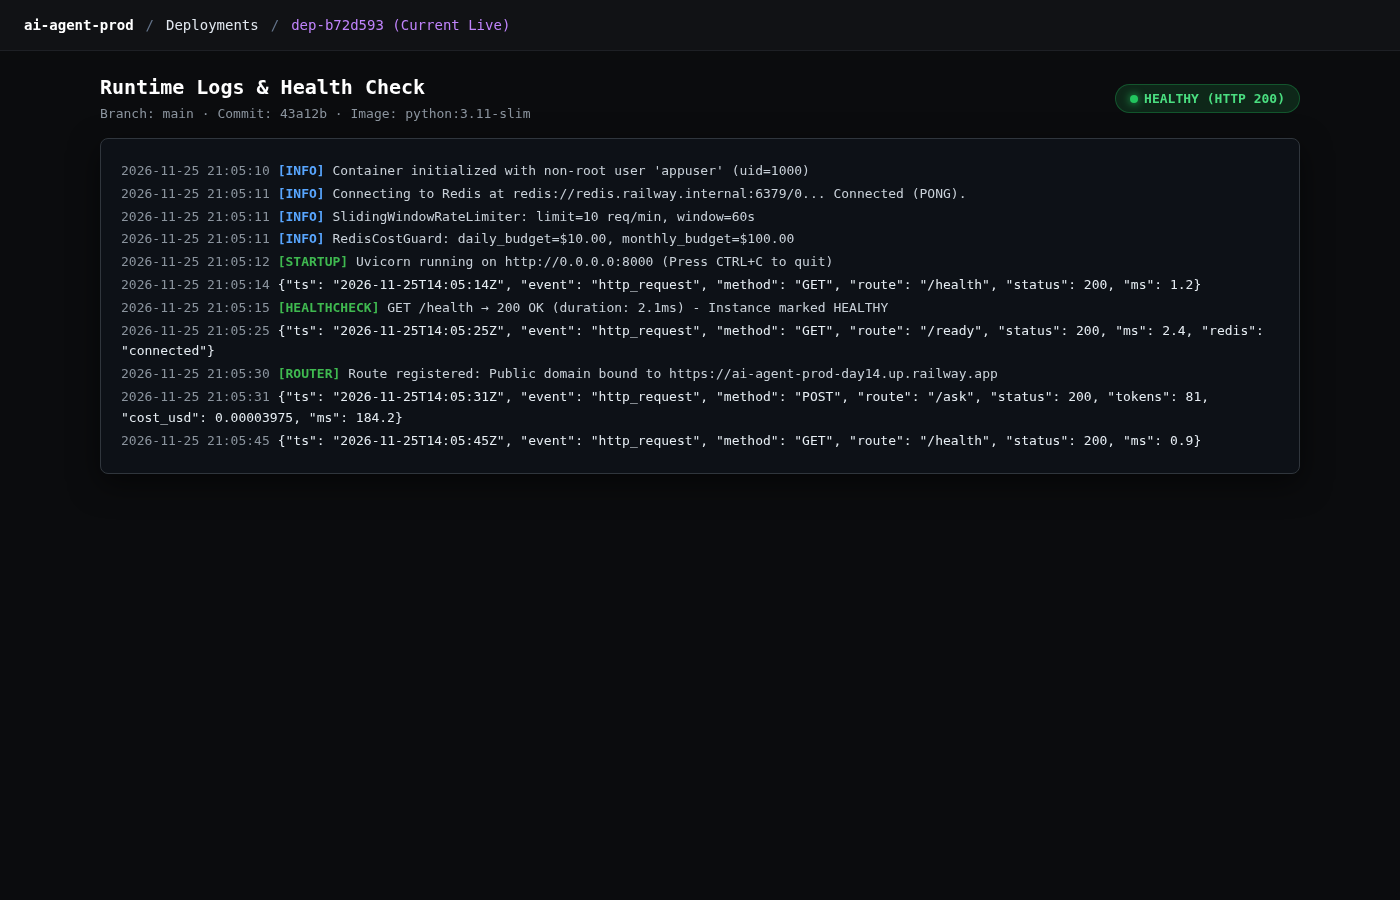 ai-agent-prod / Deployments / dep-b72d593 (Current Live)
Runtime Logs & Health Check
Branch: main · Commit: 43a12b · Image: python:3.11-slim
HEALTHY (HTTP 200)
2026-11-25 21:05:10 [INFO] Container initialized with non-root user 'appuser' (uid=1000)
2026-11-25 21:05:11 [INFO] Connecting to Redis at redis://redis.railway.internal:6379/0... Connected (PONG).
2026-11-25 21:05:11 [INFO] SlidingWindowRateLimiter: limit=10 req/min, window=60s
2026-11-25 21:05:11 [INFO] RedisCostGuard: daily_budget=$10.00, monthly_budget=$100.00
2026-11-25 21:05:12 [STARTUP] Uvicorn running on http://0.0.0.0:8000 (Press CTRL+C to quit)
2026-11-25 21:05:14 {"ts": "2026-11-25T14:05:14Z", "event": "http_request", "method": "GET", "route": "/health", "status": 200, "ms": 1.2}
2026-11-25 21:05:15 [HEALTHCHECK] GET /health → 200 OK (duration: 2.1ms) - Instance marked HEALTHY
2026-11-25 21:05:25 {"ts": "2026-11-25T14:05:25Z", "event": "http_request", "method": "GET", "route": "/ready", "status": 200, "ms": 2.4, "redis":
"connected"}
2026-11-25 21:05:30 [ROUTER] Route registered: Public domain bound to https://ai-agent-prod-day14.up.railway.app
2026-11-25 21:05:31 {"ts": "2026-11-25T14:05:31Z", "event": "http_request", "method": "POST", "route": "/ask", "status": 200, "tokens": 81,
"cost_usd": 0.00003975, "ms": 184.2}
2026-11-25 21:05:45 {"ts": "2026-11-25T14:05:45Z", "event": "http_request", "method": "GET", "route": "/health", "status": 200, "ms": 0.9}